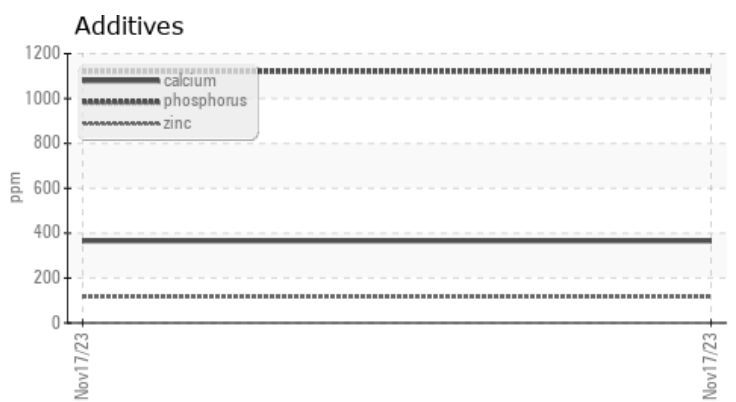 Additives
1200
1000
800
600
400
200
0
ppm
calcium
phosphorus
zinc
Nov17/23
Nov17/23